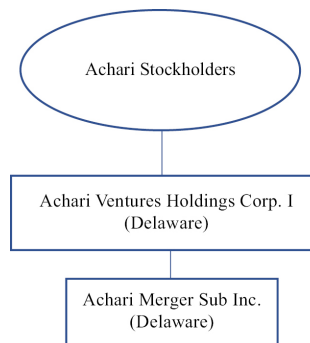 Achari Stockholders
Achari Ventures Holdings Corp. I
(Delaware)
Achari Merger Sub Inc.
(Delaware)